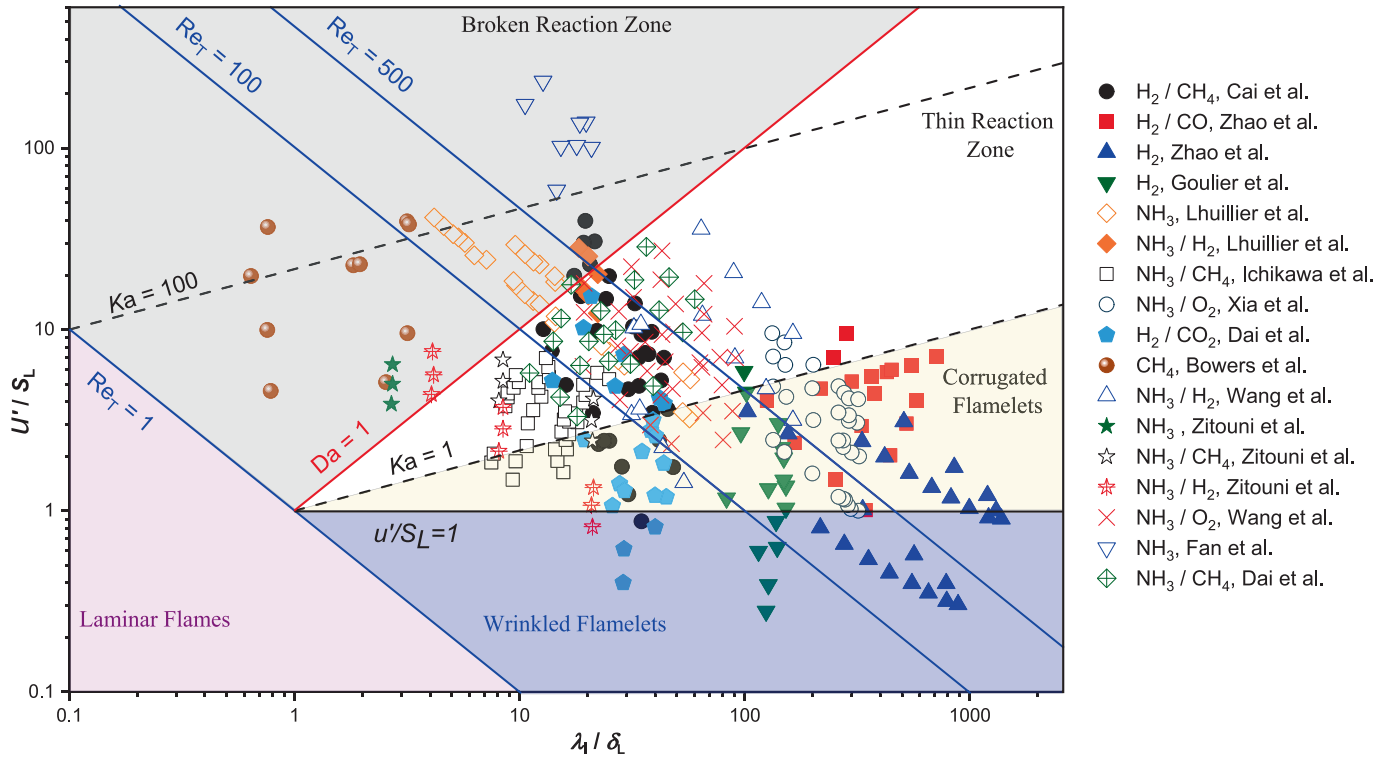 Broken Reaction Zone
Re_T = 100
Re_T = 500
Thin Reaction
Zone
Ka = 100
Re_T = 1
Da = 1
Ka = 1
Corrugated
Flamelets
u'/S_L=1
Laminar Flames
Wrinkled Flamelets
100
10
1
0.1
u' / S_L
0.1
1
10
100
1000
λ_I / δ_L
H₂ / CH₄, Cai et al.
H₂ / CO, Zhao et al.
H₂, Zhao et al.
H₂, Goulier et al.
NH₃, Lhuillier et al.
NH₃ / H₂, Lhuillier et al.
NH₃ / CH₄, Ichikawa et al.
NH₃ / O₂, Xia et al.
H₂ / CO₂, Dai et al.
CH₄, Bowers et al.
NH₃ / H₂, Wang et al.
NH₃ , Zitouni et al.
NH₃ / CH₄, Zitouni et al.
NH₃ / H₂, Zitouni et al.
NH₃ / O₂, Wang et al.
NH₃, Fan et al.
NH₃ / CH₄, Dai et al.